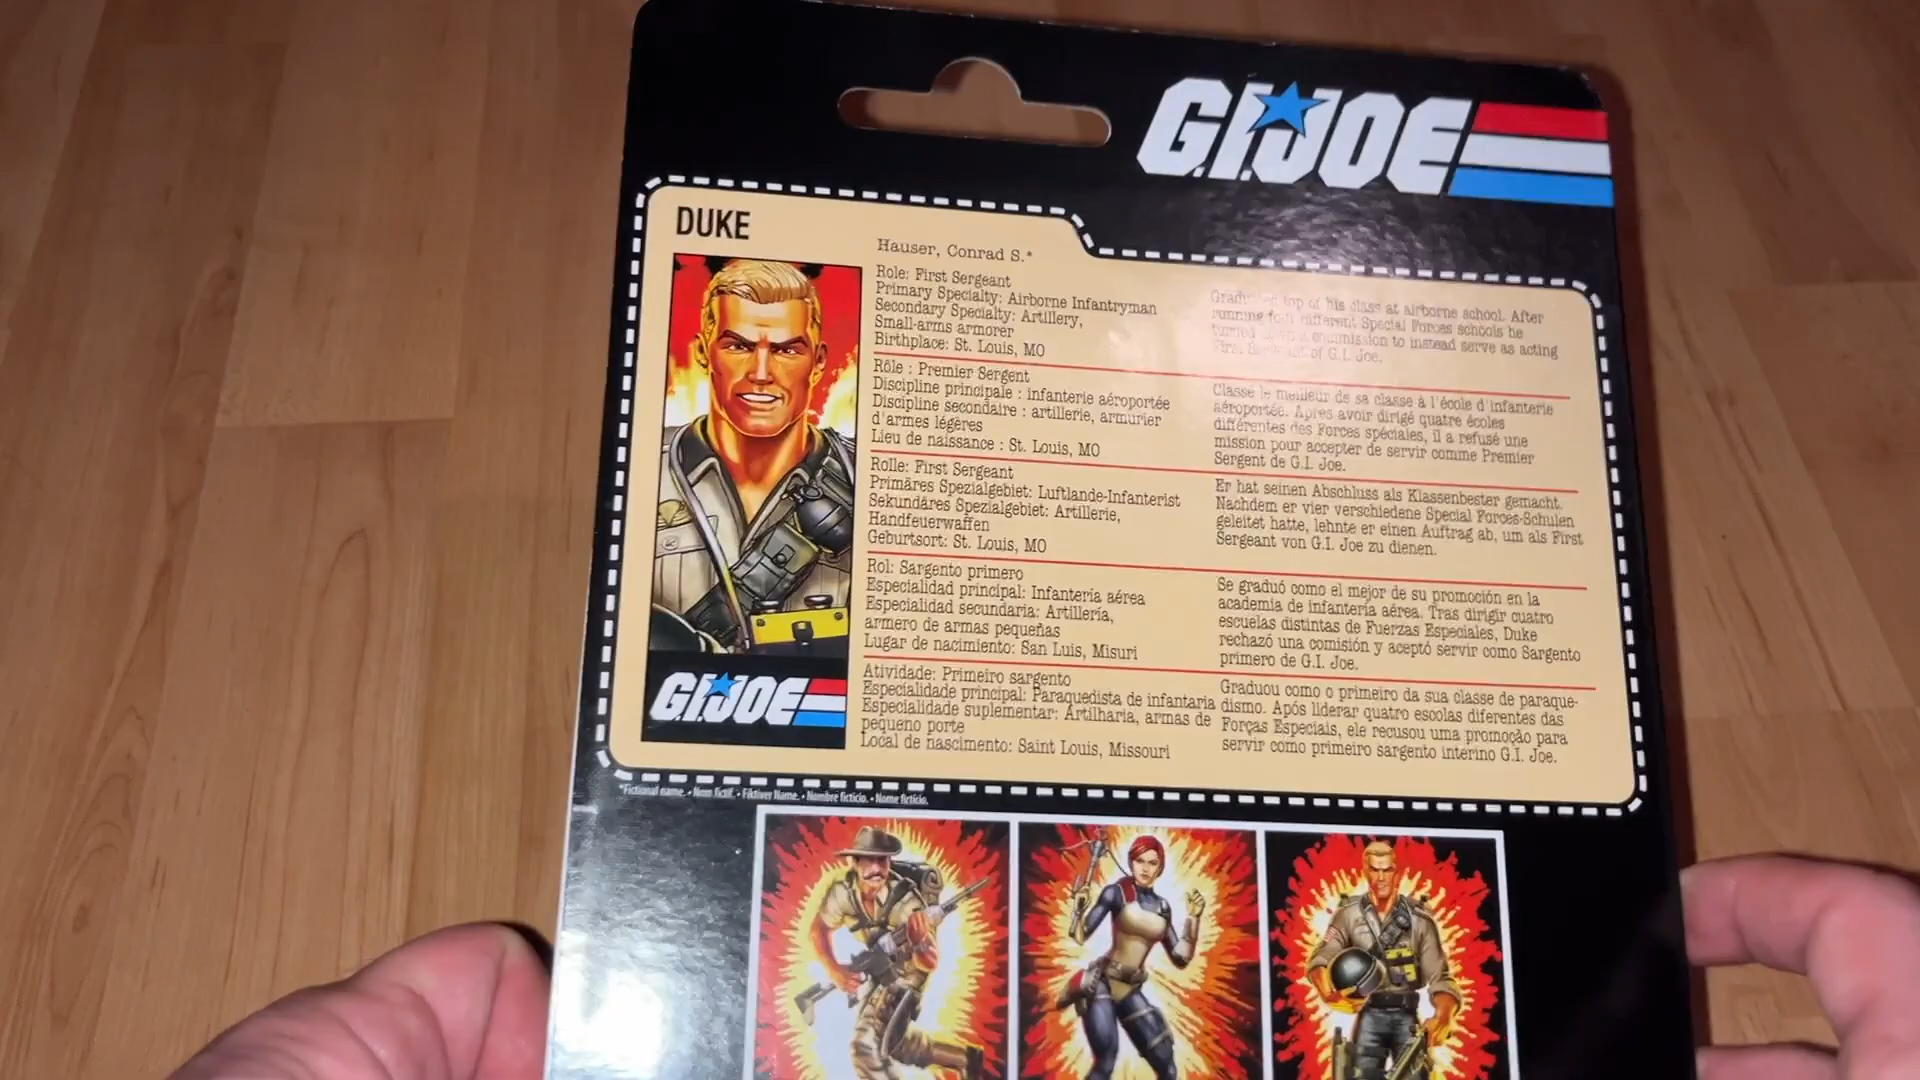 G.I.JOE
DUKE
Hauser, Conrad S.*
Role: First Sergeant
Primary Specialty: Airborne Infantryman
Secondary Specialty: Artillery,
Small-arms armorer
Birthplace: St. Louis, MO
top of his class at airborne school. After
running different Special Forces schools he
turned a commission to instead serve as acting
of G.I. Joe.
Rôle : Premier Sergent
Discipline principale : infanterie aéroportée
Discipline secondaire : artillerie, armurier
d'armes légères
Lieu de naissance : St. Louis, MO
Classé le meilleur de sa classe à l'école d'infanterie
aéroportée. Après avoir dirigé quatre écoles
différentes des Forces spéciales, il a refusé une
mission pour accepter de servir comme Premier
Sergent de G.I. Joe.
Rolle: First Sergeant
Primäres Spezialgebiet: Luftlande-Infanterist
Sekundäres Spezialgebiet: Artillerie,
Handfeuerwaffen
Geburtsort: St. Louis, MO
Er hat seinen Abschluss als Klassenbester gemacht.
Nachdem er vier verschiedene Special Forces-Schulen
geleitet hatte, lehnte er einen Auftrag ab, um als First
Sergeant von G.I. Joe zu dienen.
Rol: Sargento primero
Especialidad principal: Infantería aérea
Especialidad secundaria: Artillería,
armero de armas pequeñas
Lugar de nacimiento: San Luis, Misuri
Se graduó como el mejor de su promoción en la
academia de infantería aérea. Tras dirigir cuatro
escuelas distintas de Fuerzas Especiales, Duke
rechazó una comisión y aceptó servir como Sargento
primero de G.I. Joe.
Atividade: Primeiro sargento
Especialidade principal: Paraquedista de infantaria
Especialidade suplementar: Artilharia, armas de
pequeno porte
Local de nascimento: Saint Louis, Missouri
Graduou como o primeiro da sua classe de paraque-
dismo. Após liderar quatro escolas diferentes das
Forças Especiais, ele recusou uma promoção para
servir como primeiro sargento interino G.I. Joe.
G.I.JOE
*Fictional name. • Nom fictif. • Fiktiver Name. • Nombre ficticio. • Nome fictício.